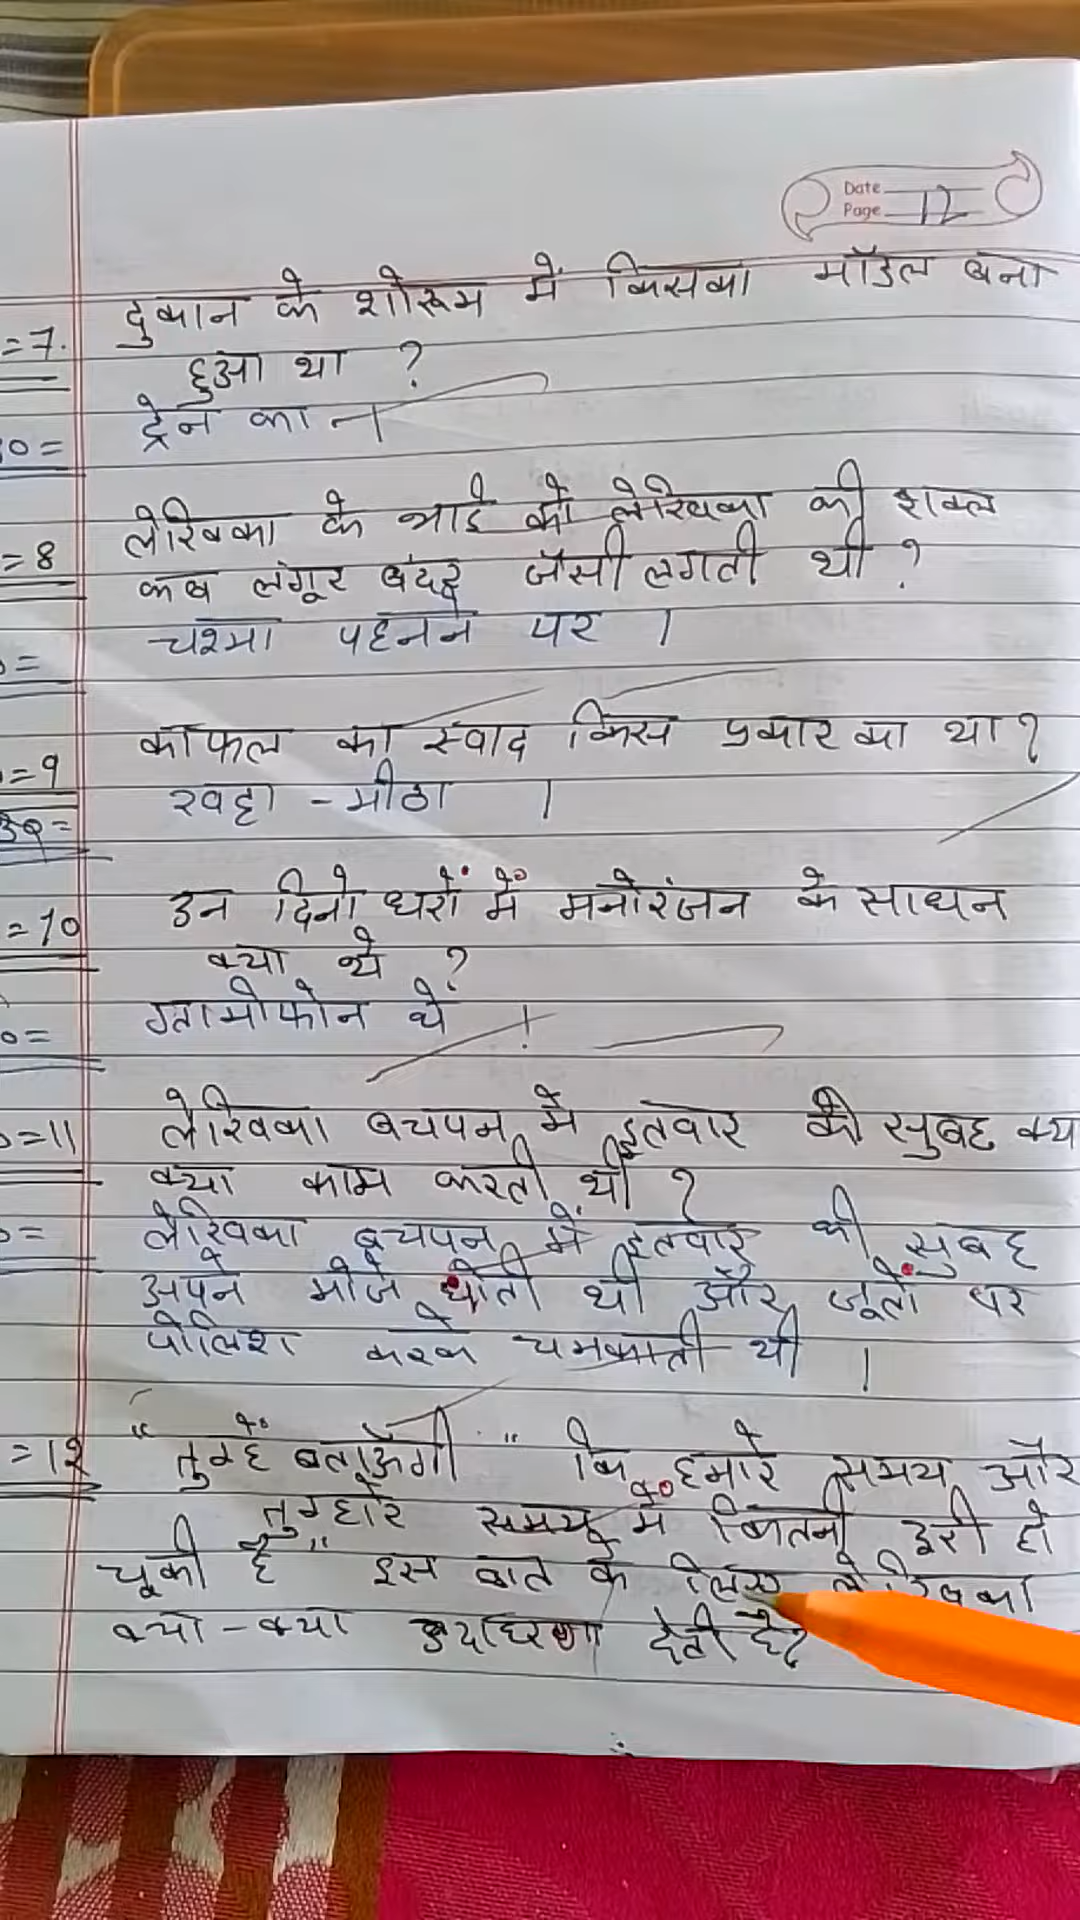 Date
Page 12
=7. दुकान के शोरूम में किसका मॉडल बना
हुआ था ?
ट्रेन का –।
=8 लेखिका के भाई को लेखिका की शक्ल
कब लंगूर बंदर जैसी लगती थी ?
चश्मा पहनने पर ।
=9 काफल का स्वाद किस प्रकार का था ?
खट्टा - मीठा ।
=10 उन दिनो घरों में मनोरंजन के साधन
क्या थे ?
ग्रामोफोन थे !
=11 लेखिका बचपन में इतवार की सुबह क्या
क्या काम करती थी ?
लेखिका बचपन में इतवार की सुबह
अपने मोजे धोती थी और जूतों पर
पोलिश करके चमकाती थी ।
=12 " तुम्हें बताऊँगी " कि हमारे समय और
तुम्हारे समय में कितनी दूरी हो
चूकी है " इस बात के लिए लेखिका
क्या - क्या उदाहरण देती है?